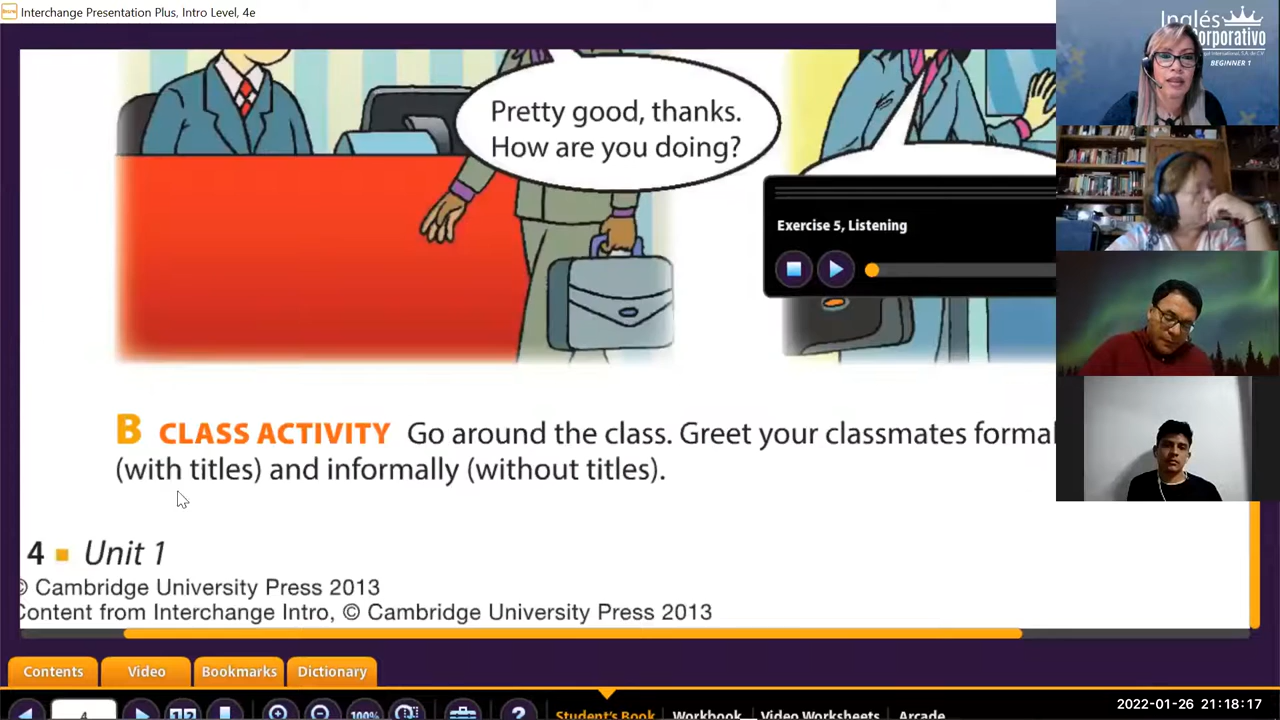 Interchange Presentation Plus, Intro Level, 4e
Inglés
Corporativo
BEGINNER 1
Pretty good, thanks.
How are you doing?
Exercise 5, Listening
B CLASS ACTIVITY Go around the class. Greet your classmates formal
(with titles) and informally (without titles).
4 Unit 1
© Cambridge University Press 2013
Content from Interchange Intro, © Cambridge University Press 2013
Contents
Video
Bookmarks
Dictionary
4
100%
?
Student's Book
Workbook
Video Worksheets
Arcade
2022-01-26 21:18:17